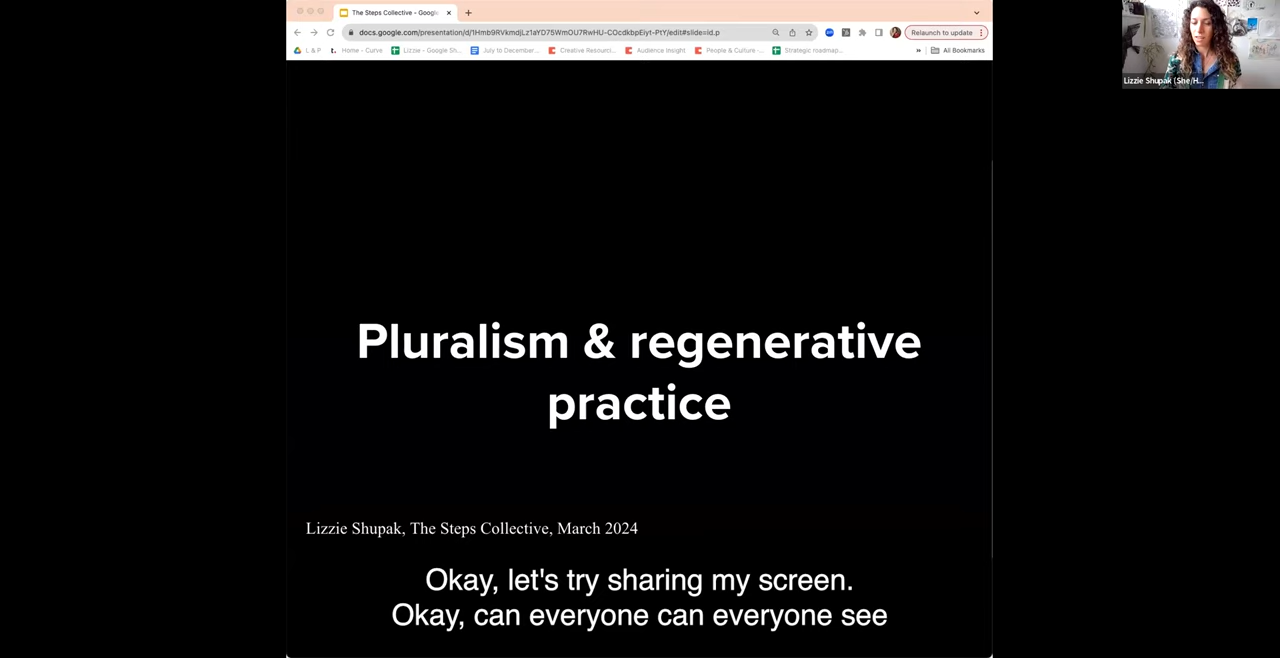 The Steps Collective - Google
docs.google.com/presentation/d/1Hmb9RVkmdjLz1aYD75WmOU7RwHU-COcdkbpEiyt-PtY/edit#slide=id.p
Relaunch to update
L & P
Home - Curve
Lizzie - Google Sh...
July to December...
Creative Resourci...
Audience Insight
People & Culture -...
Strategic roadmap...
»
All Bookmarks
Lizzie Shupak (She/H...
Pluralism & regenerative
practice
Lizzie Shupak, The Steps Collective, March 2024
Okay, let's try sharing my screen.
Okay, can everyone can everyone see